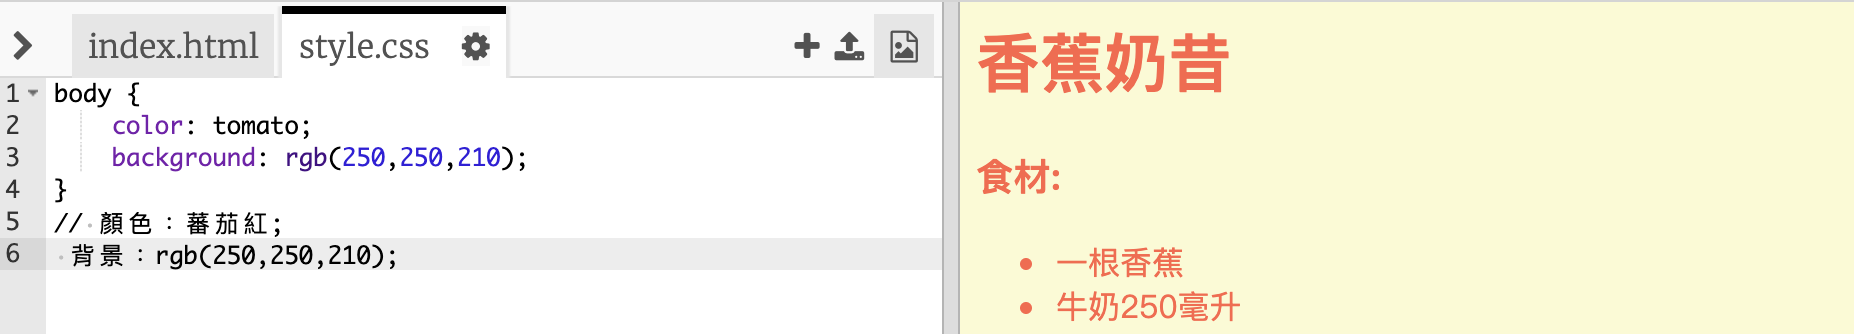 index.html style.css
1 body {
2 color: tomato;
3 background: rgb(250,250,210);
4 }
5 // 顏色：蕃茄紅;
6 背景：rgb(250,250,210);
香蕉奶昔
食材:
一根香蕉
牛奶250毫升